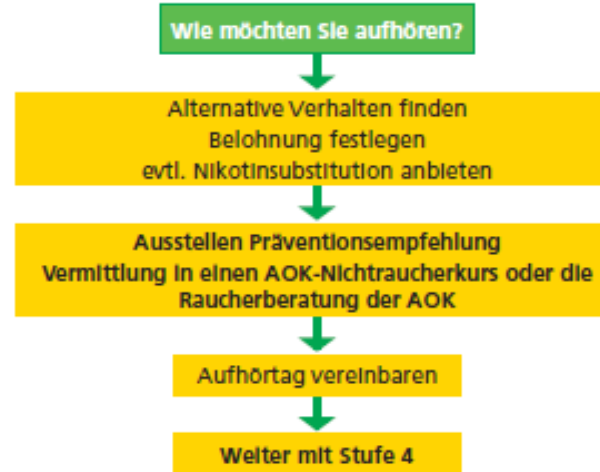 Wie möchten Sie aufhören?
Alternative Verhalten finden
Belohnung festlegen
evtl. Nikotinsubstitution anbieten
Ausstellen Präventionsempfehlung
Vermittlung in einen AOK-Nichtraucherkurs oder die
Raucherberatung der AOK
Aufhörtag vereinbaren
Weiter mit Stufe 4